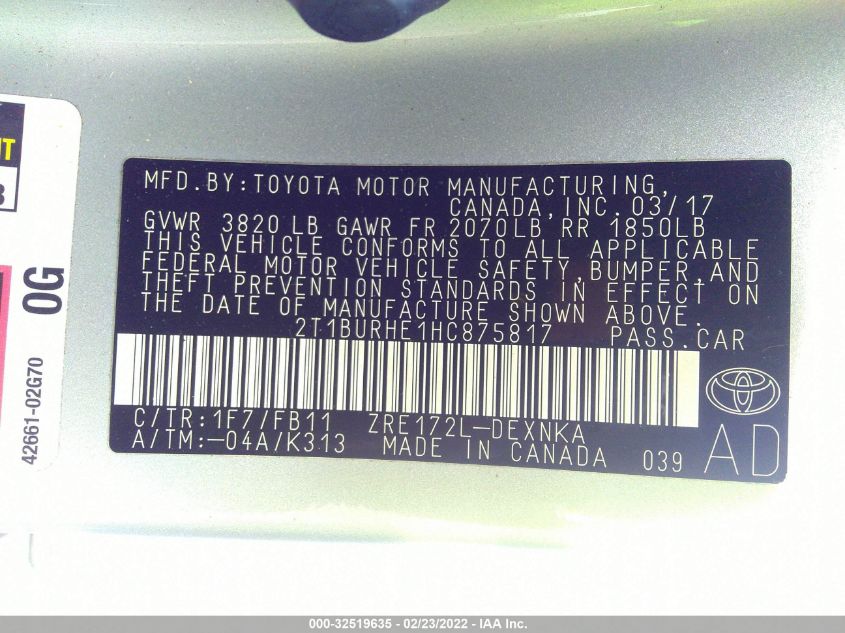 MFD.BY:TOYOTA MOTOR MANUFACTURING,
CANADA,INC. 03/17
GVWR 3820 LB GAWR FR 2070LB RR 1850LB
THIS VEHICLE CONFORMS TO ALL APPLICABLE
FEDERAL MOTOR VEHICLE SAFETY, BUMPER, AND
THEFT PREVENTION STANDARDS IN EFFECT ON
THE DATE OF MANUFACTURE SHOWN ABOVE.
2T1BURHE1HC875817 PASS.CAR
C/TR:1F7/FB11 ZRE172L-DEXNKA
A/TM:-04A/K313 MADE IN CANADA 039
AD
0G
42661-02G70
000-32519635 - 02/23/2022 - IAA Inc.